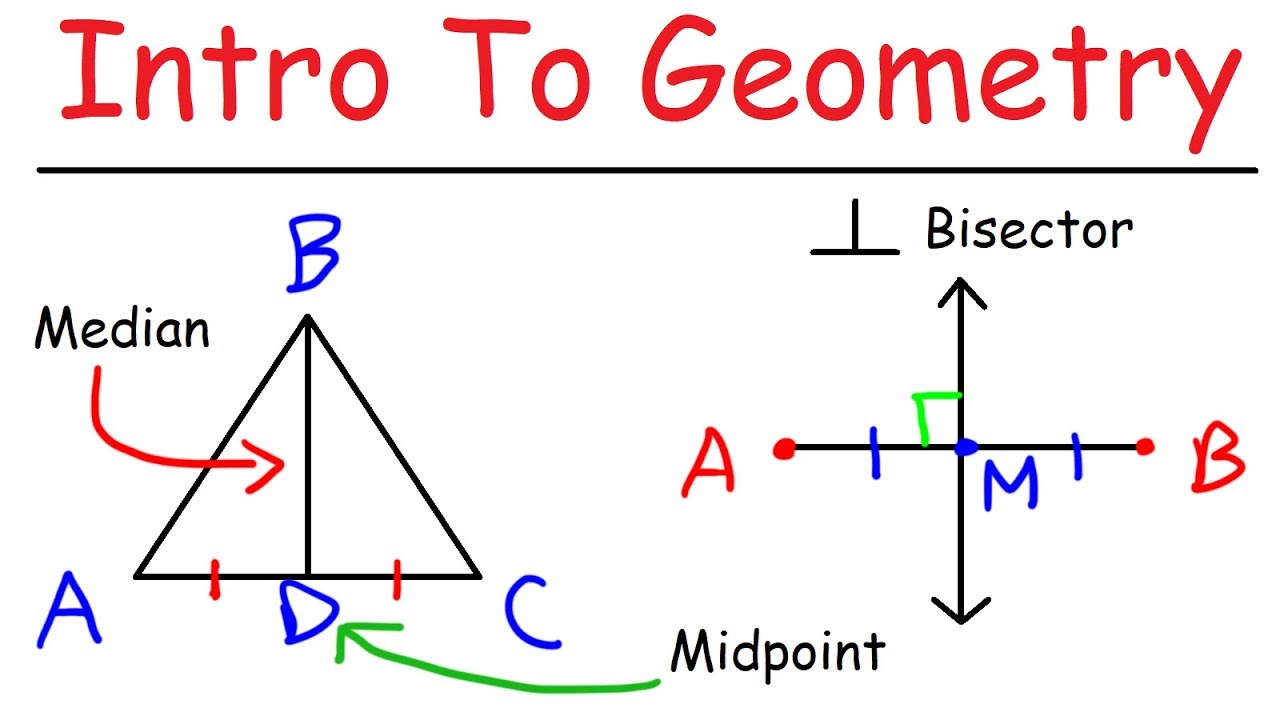 Intro To Geometry
⊥ Bisector
B
Median
A
M
B
A
D
C
Midpoint